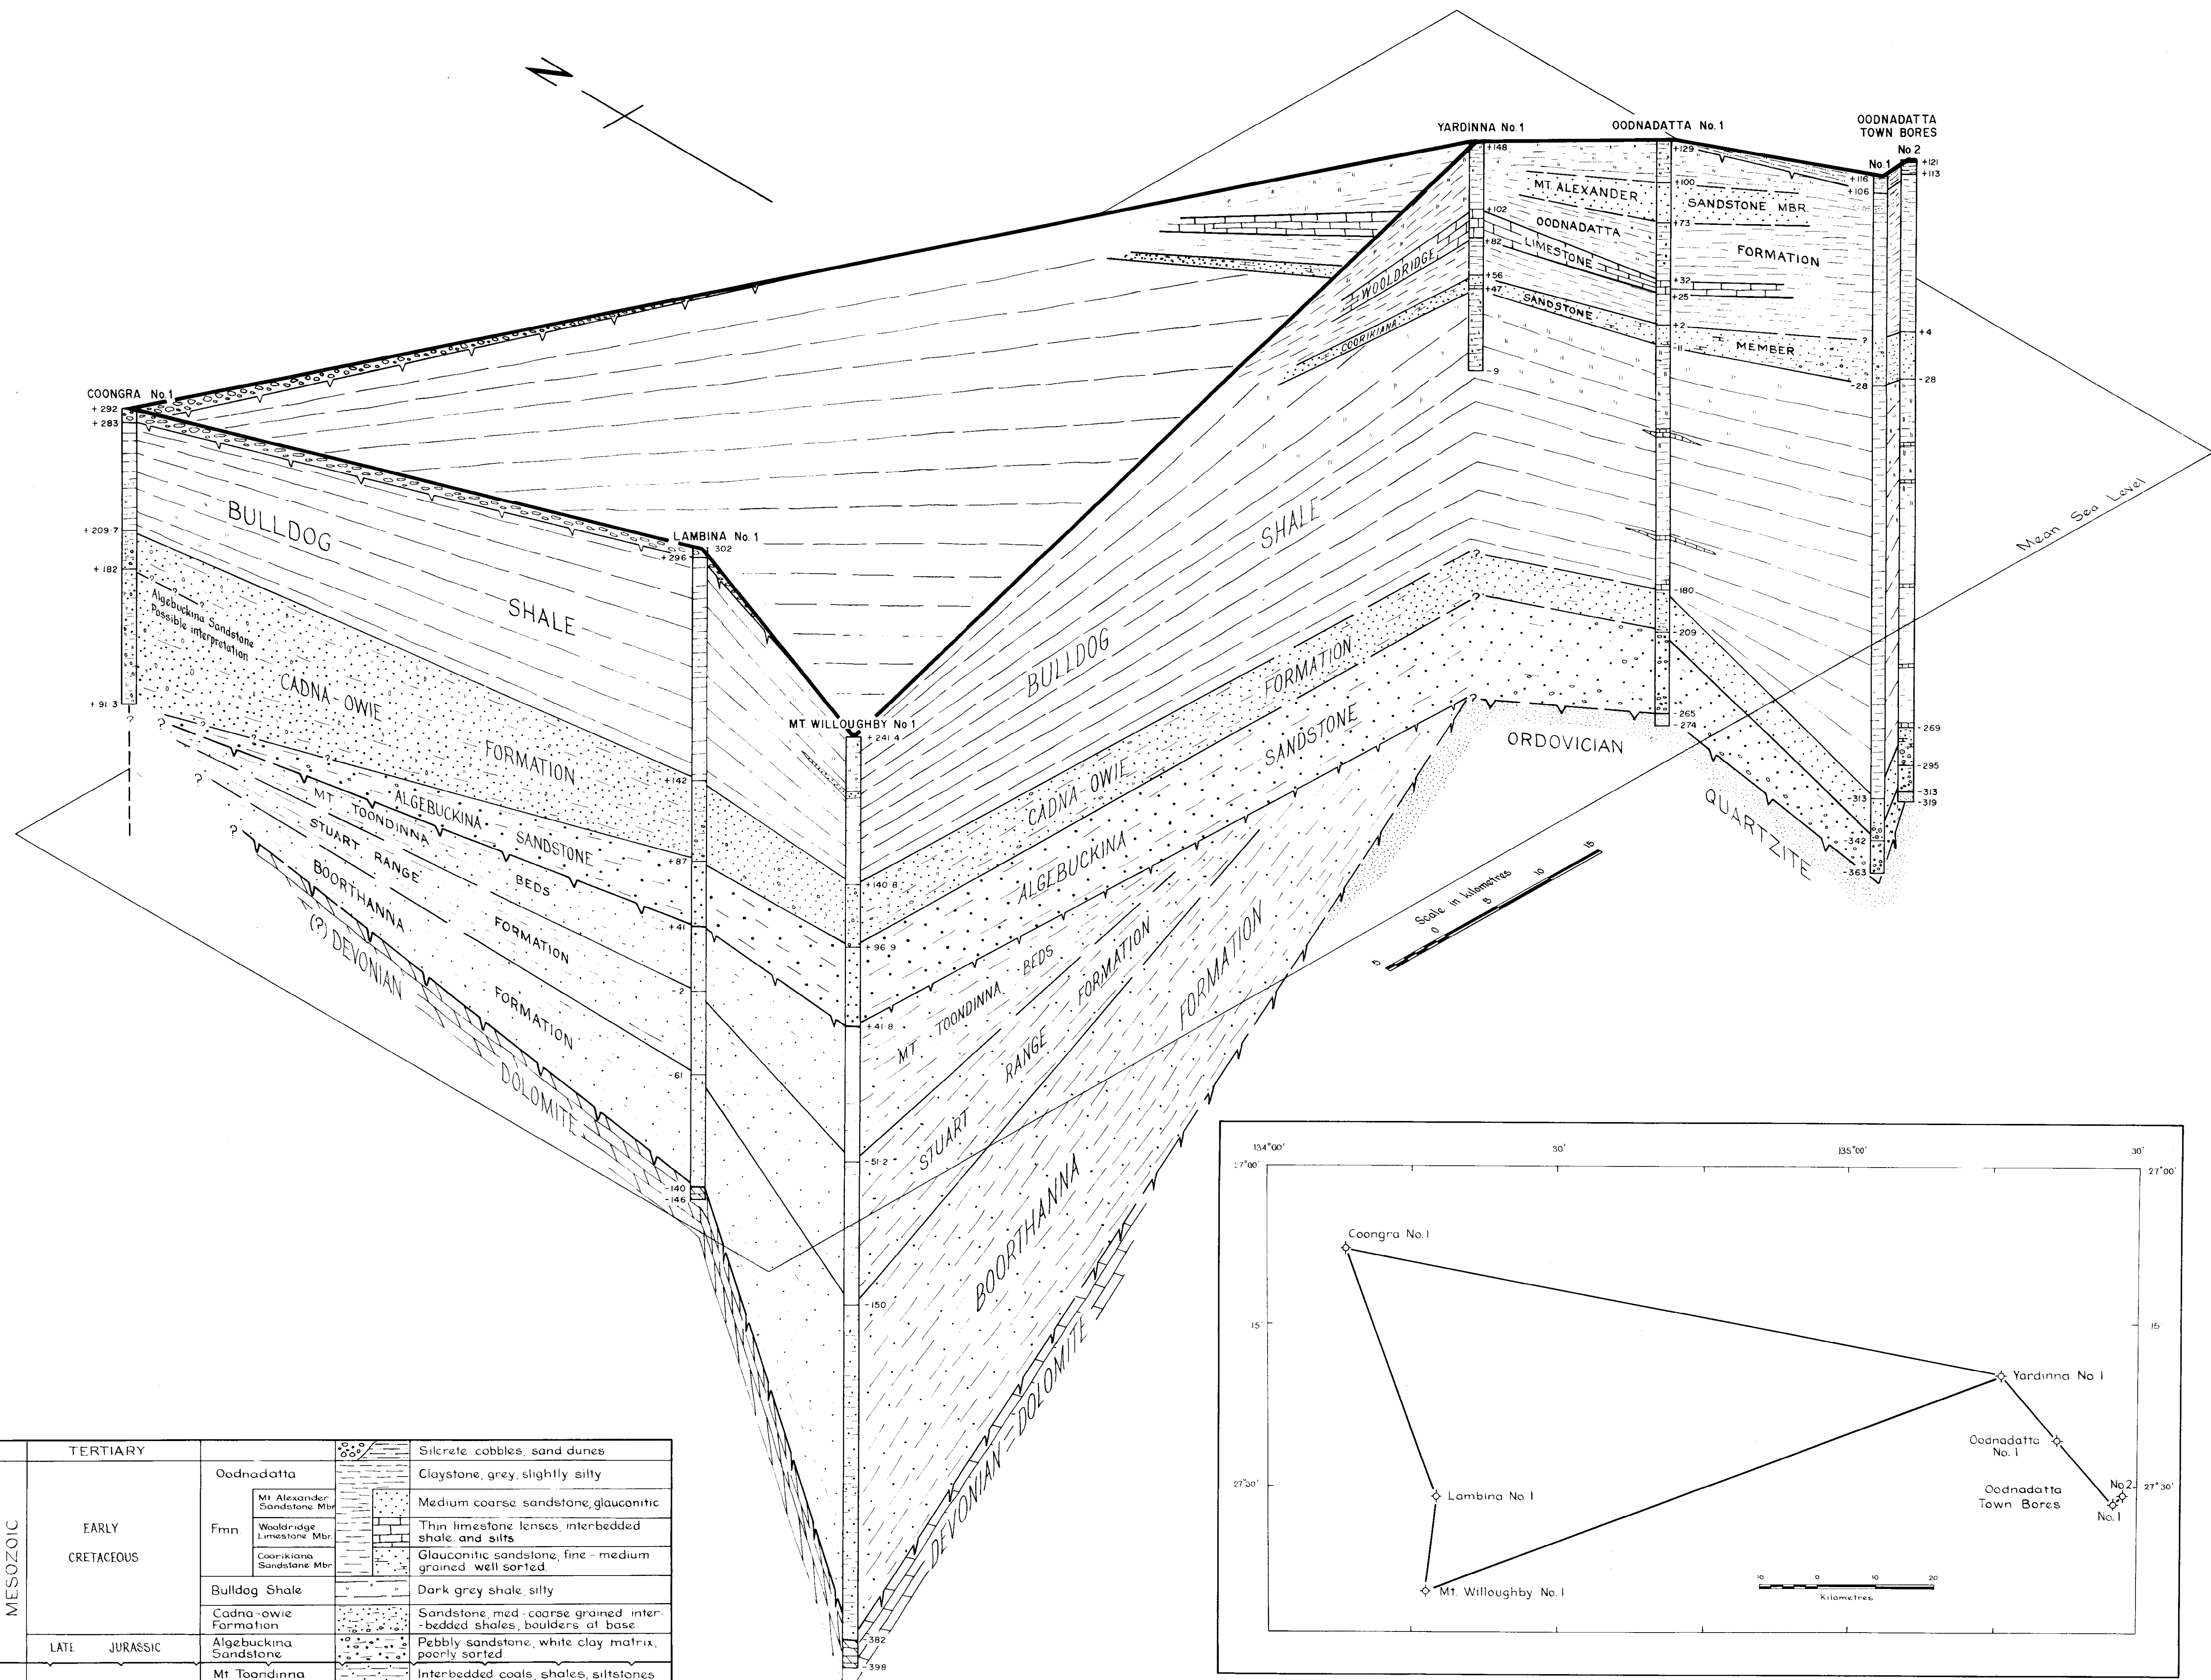 N
YARDINNA No.1
OODNADATTA No.1
OODNADATTA
TOWN BORES
No.1
No 2
+148
+102
+82
+56
+47
-9
+129
+100
+73
+32
+25
+2
-11
-180
-209
-265
-274
+116
+106
-28
-313
-342
-363
+121
+113
+4
-28
-269
-295
-313
-319
MT. ALEXANDER
SANDSTONE MBR.
OODNADATTA
FORMATION
WOOLDRIDGE
LIMESTONE
COORIKIANA
SANDSTONE
MEMBER
?
Mean Sea Level
COONGRA No.1
+292
+283
+209·7
+182
+91·3
?
LAMBINA No.1
302
+296
+142
+87
+41
-2
-61
-140
-146
MT. WILLOUGHBY No 1
+241·4
+140·8
+96·9
+41·8
-51·2
-150
-382
-398
BULLDOG
SHALE
? ? ?
Algebuckina Sandstone
Possible interpretation
CADNA-OWIE
FORMATION
? ? ?
ALGEBUCKINA SANDSTONE
?
MT. TOONDINNA
BEDS
?
STUART RANGE
FORMATION
?
BOORTHANNA
FORMATION
(?) DEVONIAN
DOLOMITE
BULLDOG
SHALE
?
CADNA-OWIE
FORMATION
?
ALGEBUCKINA
SANDSTONE
?
MT. TOONDINNA
BEDS
STUART RANGE FORMATION
BOORTHANNA
FORMATION
DEVONIAN DOLOMITE
ORDOVICIAN
QUARTZITE
Scale in kilometres
5 0 5 10 15
134°00'
30'
135°00'
30'
27°00'
27°00'
15'
15
27°30'
27°30'
Coongra No.1
Yardinna No 1
Oodnadatta
No. 1
Oodnadatta
Town Bores
No2
No.1
Lambina No 1
Mt. Willoughby No.1
10 0 10 20
Kilometres
MESOZOIC
TERTIARY
Silcrete cobbles, sand dunes
EARLY
CRETACEOUS
Oodnadatta
Fmn.
Claystone, grey, slightly silty
Mt Alexander
Sandstone Mbr
Medium coarse sandstone, glauconitic
Wooldridge
Limestone Mbr.
Thin limestone lenses, interbedded
shale and silts.
Coorikiana
Sandstone Mbr
Glauconitic sandstone, fine-medium
grained well sorted.
Bulldog Shale
Dark grey shale, silty
Cadna-owie
Formation
Sandstone, med-coarse grained inter-
-bedded shales, boulders at base
LATE JURASSIC
Algebuckina
Sandstone
Pebbly sandstone, white clay matrix,
poorly sorted.
Mt. Toondinna
Interbedded coals, shales, siltstones